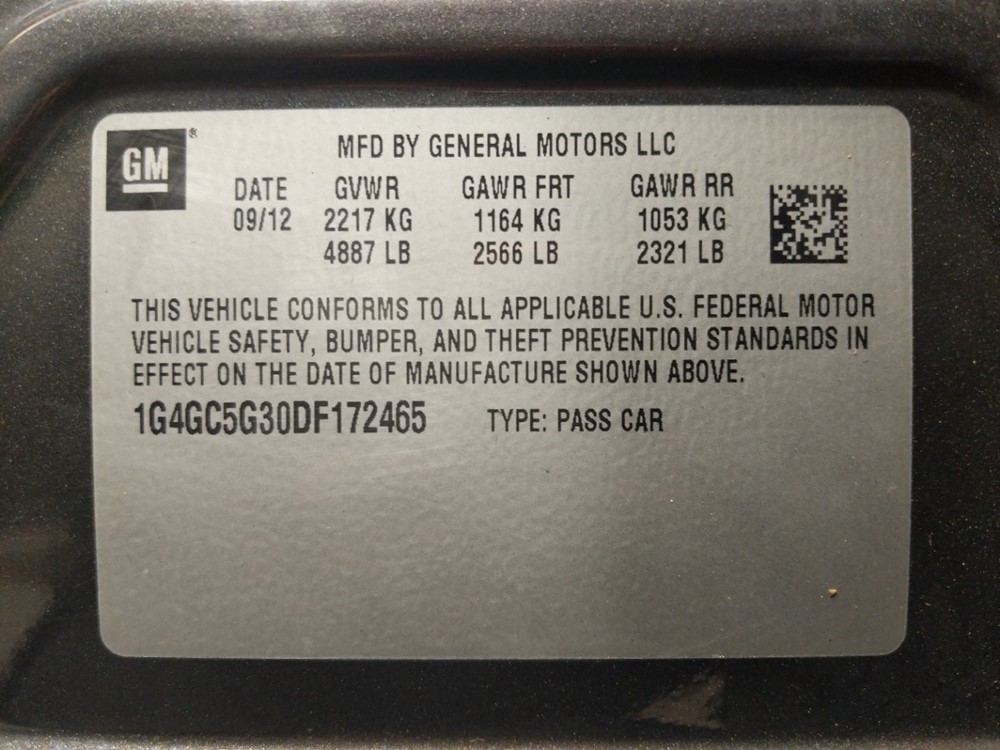 GM®
MFD BY GENERAL MOTORS LLC
DATE GVWR GAWR FRT GAWR RR
09/12 2217 KG 1164 KG 1053 KG
4887 LB 2566 LB 2321 LB
THIS VEHICLE CONFORMS TO ALL APPLICABLE U.S. FEDERAL MOTOR
VEHICLE SAFETY, BUMPER, AND THEFT PREVENTION STANDARDS IN
EFFECT ON THE DATE OF MANUFACTURE SHOWN ABOVE.
1G4GC5G30DF172465 TYPE: PASS CAR